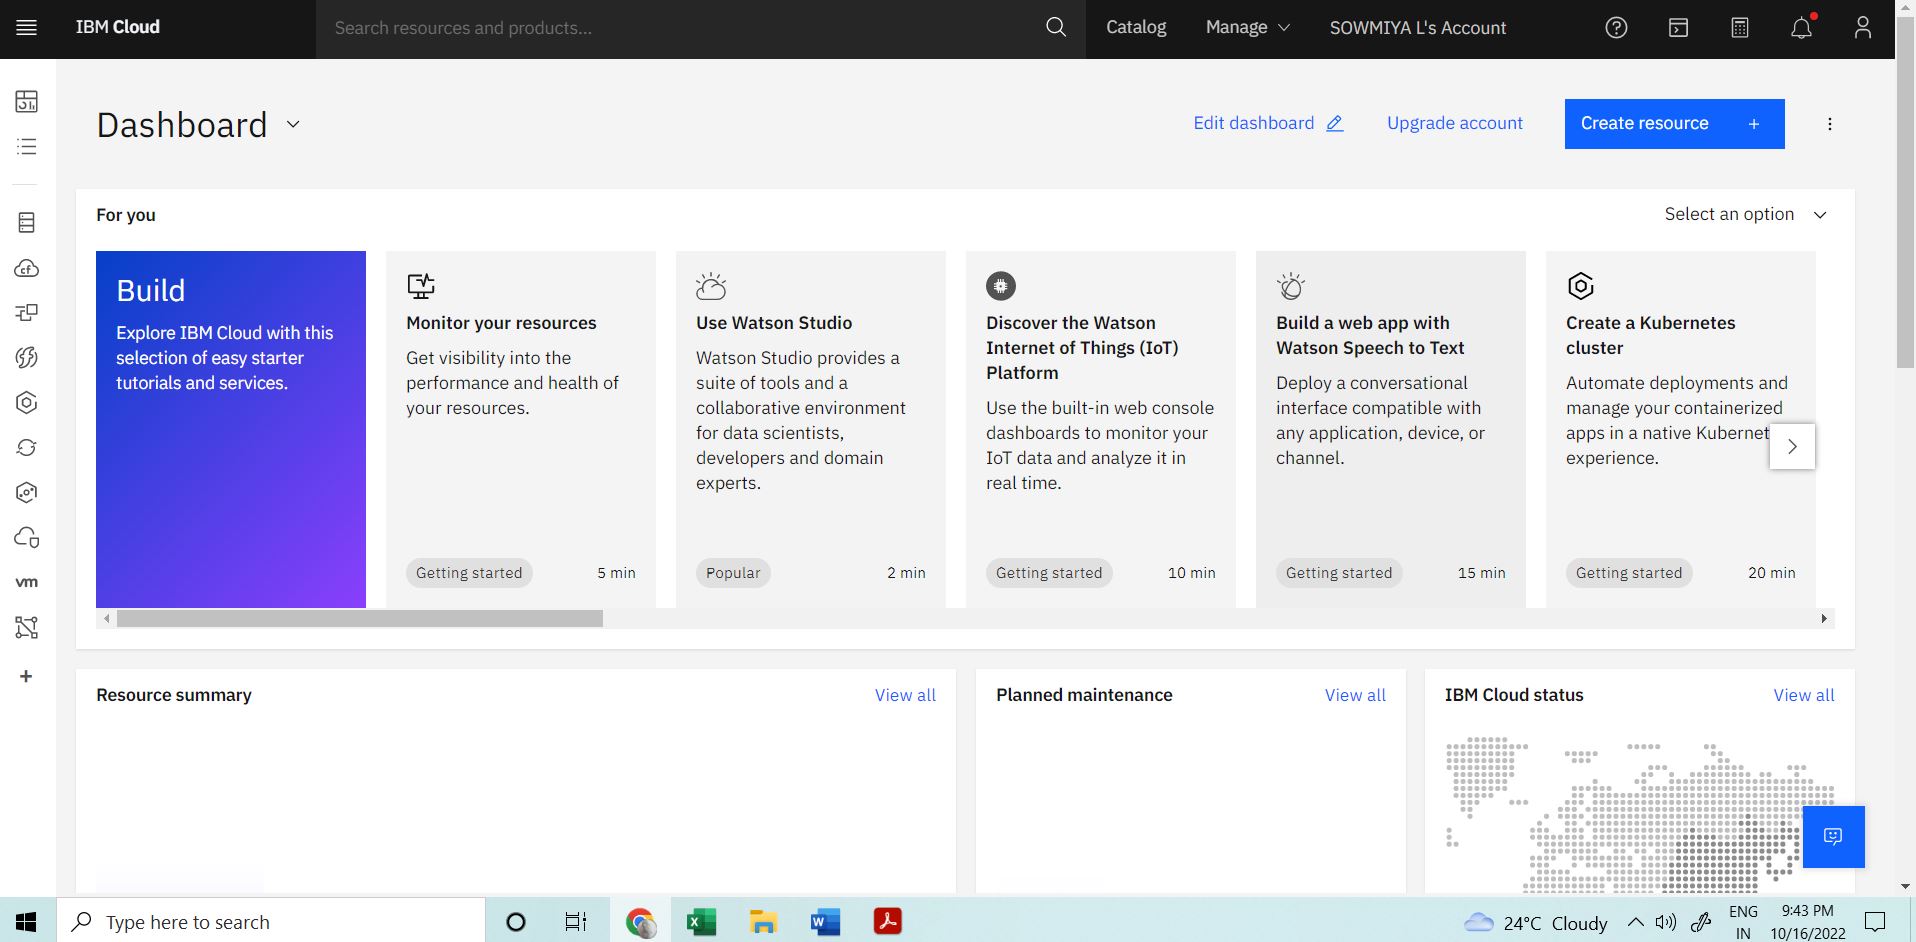 IBM Cloud
Search resources and products...
Catalog
Manage
SOWMIYA L's Account
Dashboard
Edit dashboard
Upgrade account
Create resource +
For you
Select an option
Build
Explore IBM Cloud with this
selection of easy starter
tutorials and services.
Monitor your resources
Get visibility into the
performance and health of
your resources.
Getting started
5 min
Use Watson Studio
Watson Studio provides a
suite of tools and a
collaborative environment
for data scientists,
developers and domain
experts.
Popular
2 min
Discover the Watson
Internet of Things (IoT)
Platform
Use the built-in web console
dashboards to monitor your
IoT data and analyze it in
real time.
Getting started
10 min
Build a web app with
Watson Speech to Text
Deploy a conversational
interface compatible with
any application, device, or
channel.
Getting started
15 min
Create a Kubernetes
cluster
Automate deployments and
manage your containerized
apps in a native Kubernet
experience.
Getting started
20 min
cf
vm
+
Resource summary
View all
Planned maintenance
View all
IBM Cloud status
View all
Type here to search
24°C Cloudy
ENG
IN
9:43 PM
10/16/2022